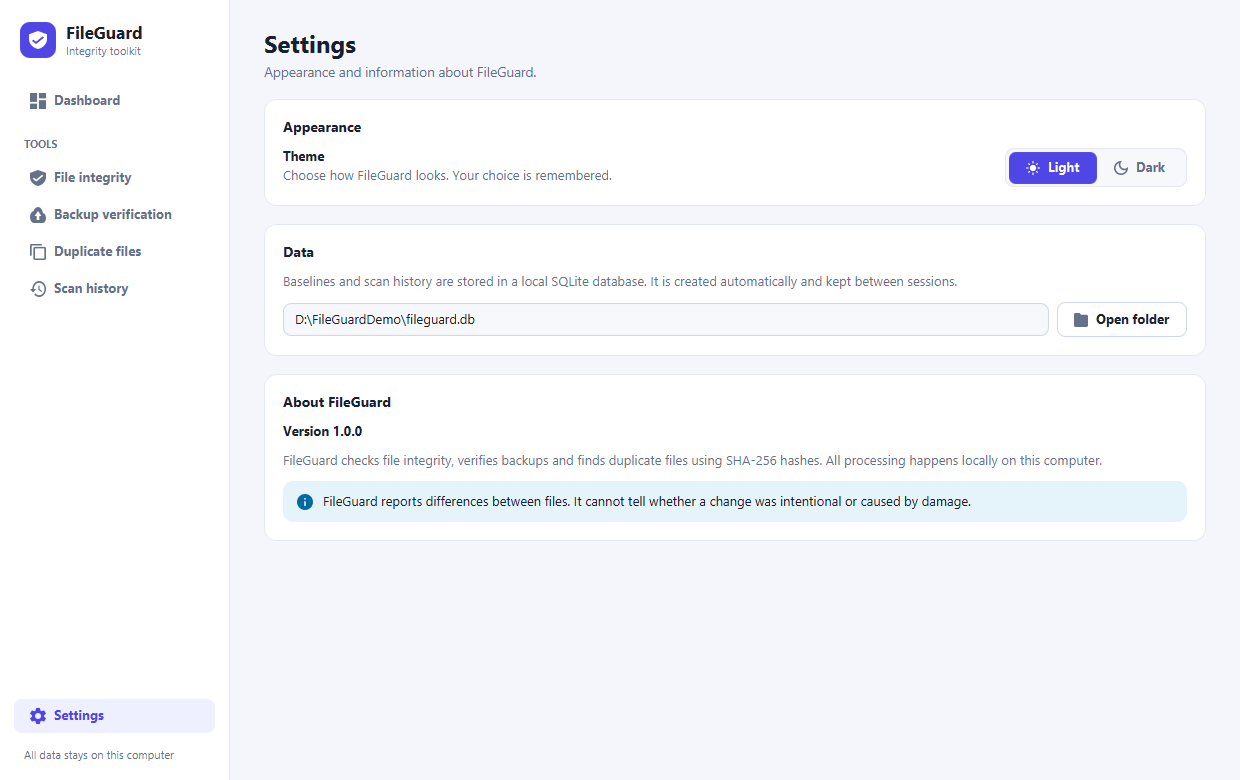 FileGuard
Integrity toolkit
Dashboard
TOOLS
File integrity
Backup verification
Duplicate files
Scan history
Settings
All data stays on this computer
Settings
Appearance and information about FileGuard.
Appearance
Theme
Choose how FileGuard looks. Your choice is remembered.
Light
Dark
Data
Baselines and scan history are stored in a local SQLite database. It is created automatically and kept between sessions.
D:\FileGuardDemo\fileguard.db
Open folder
About FileGuard
Version 1.0.0
FileGuard checks file integrity, verifies backups and finds duplicate files using SHA-256 hashes. All processing happens locally on this computer.
FileGuard reports differences between files. It cannot tell whether a change was intentional or caused by damage.